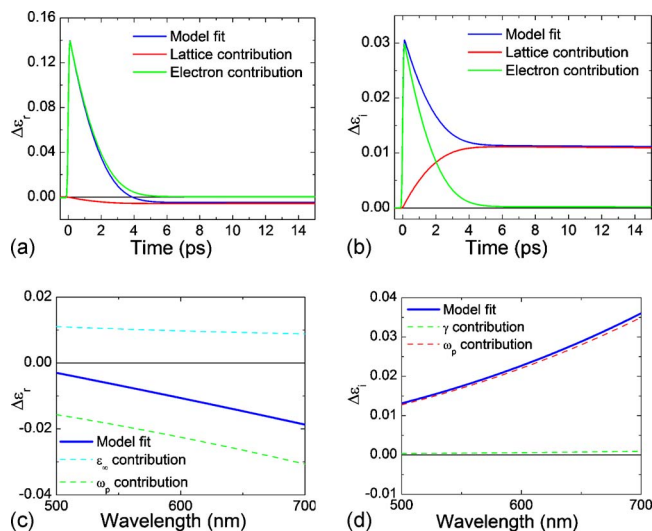 0.16
0.12
0.08
0.04
0.00
Δεᵣ
Model fit
Lattice contribution
Electron contribution
0 2 4 6 8 10 12 14
Time (ps)
(a)
0.03
0.02
0.01
0.00
Δεᵢ
Model fit
Lattice contribution
Electron contribution
0 2 4 6 8 10 12 14
Time (ps)
(b)
0.02
0.00
-0.02
-0.04
Δεᵣ
Model fit
ε∞ contribution
ωₚ contribution
500 600 700
Wavelength (nm)
(c)
0.04
0.03
0.02
0.01
0.00
-0.01
Δεᵢ
Model fit
γ contribution
ωₚ contribution
500 600 700
Wavelength (nm)
(d)